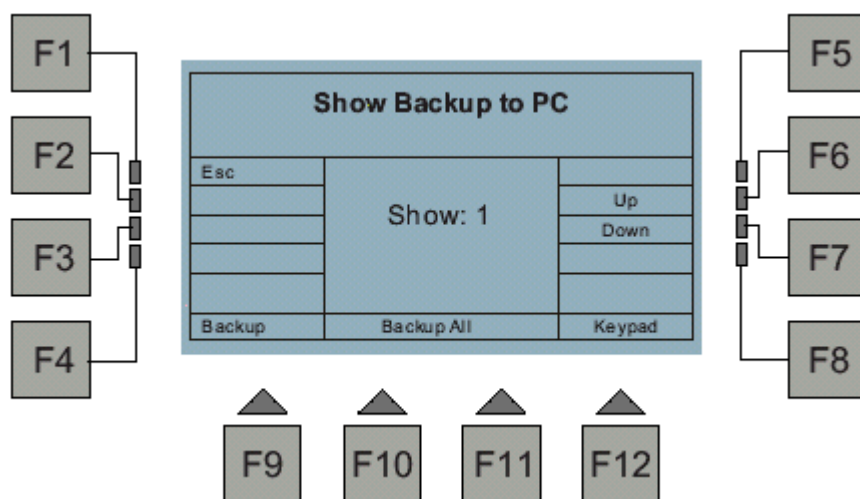 F1
F5
Show Backup to PC
F2
F6
Esc
Up
Show: 1
Down
F3
F7
Backup
Backup All
Keypad
F4
F8
F9
F10
F11
F12